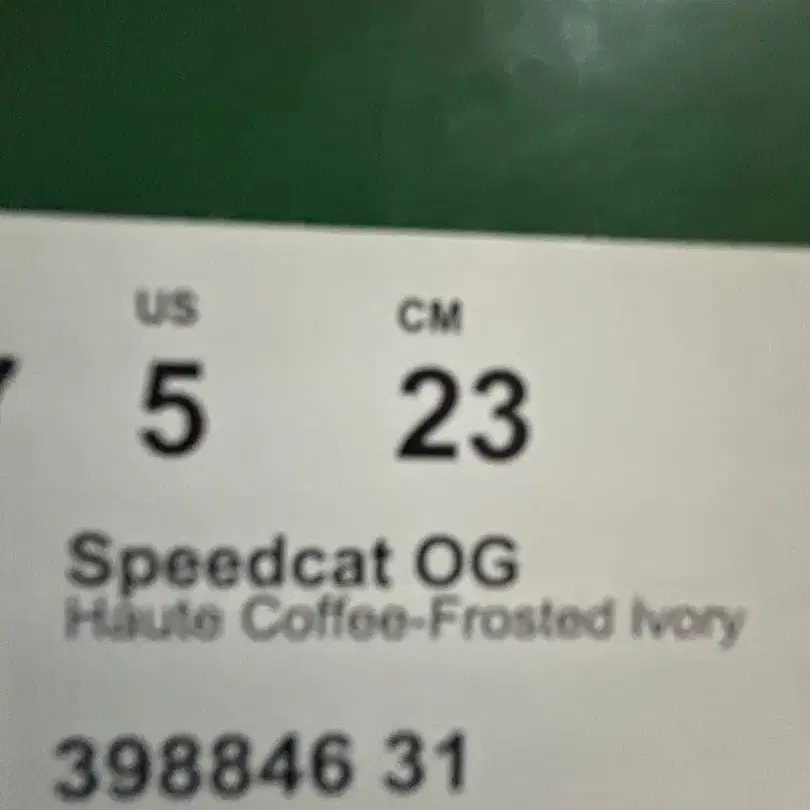 US CM
5 23
Speedcat OG
Haute Coffee-Frosted Ivory
398846 31